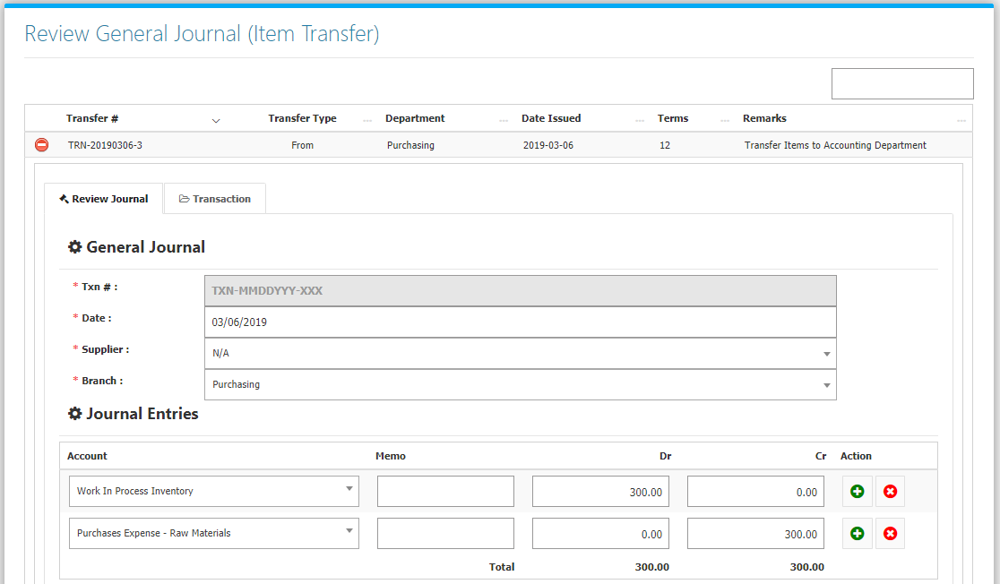 Review General Journal (Item Transfer)
Transfer # Transfer Type ... Department ... Date Issued ... Terms ... Remarks ...
TRN-20190306-3 From Purchasing 2019-03-06 12 Transfer Items to Accounting Department
Review Journal Transaction
General Journal
* Txn # : TXN-MMDDYYY-XXX
* Date : 03/06/2019
* Supplier : N/A
* Branch : Purchasing
Journal Entries
Account Memo Dr Cr Action
Work In Process Inventory 300.00 0.00
Purchases Expense - Raw Materials 0.00 300.00
Total 300.00 300.00